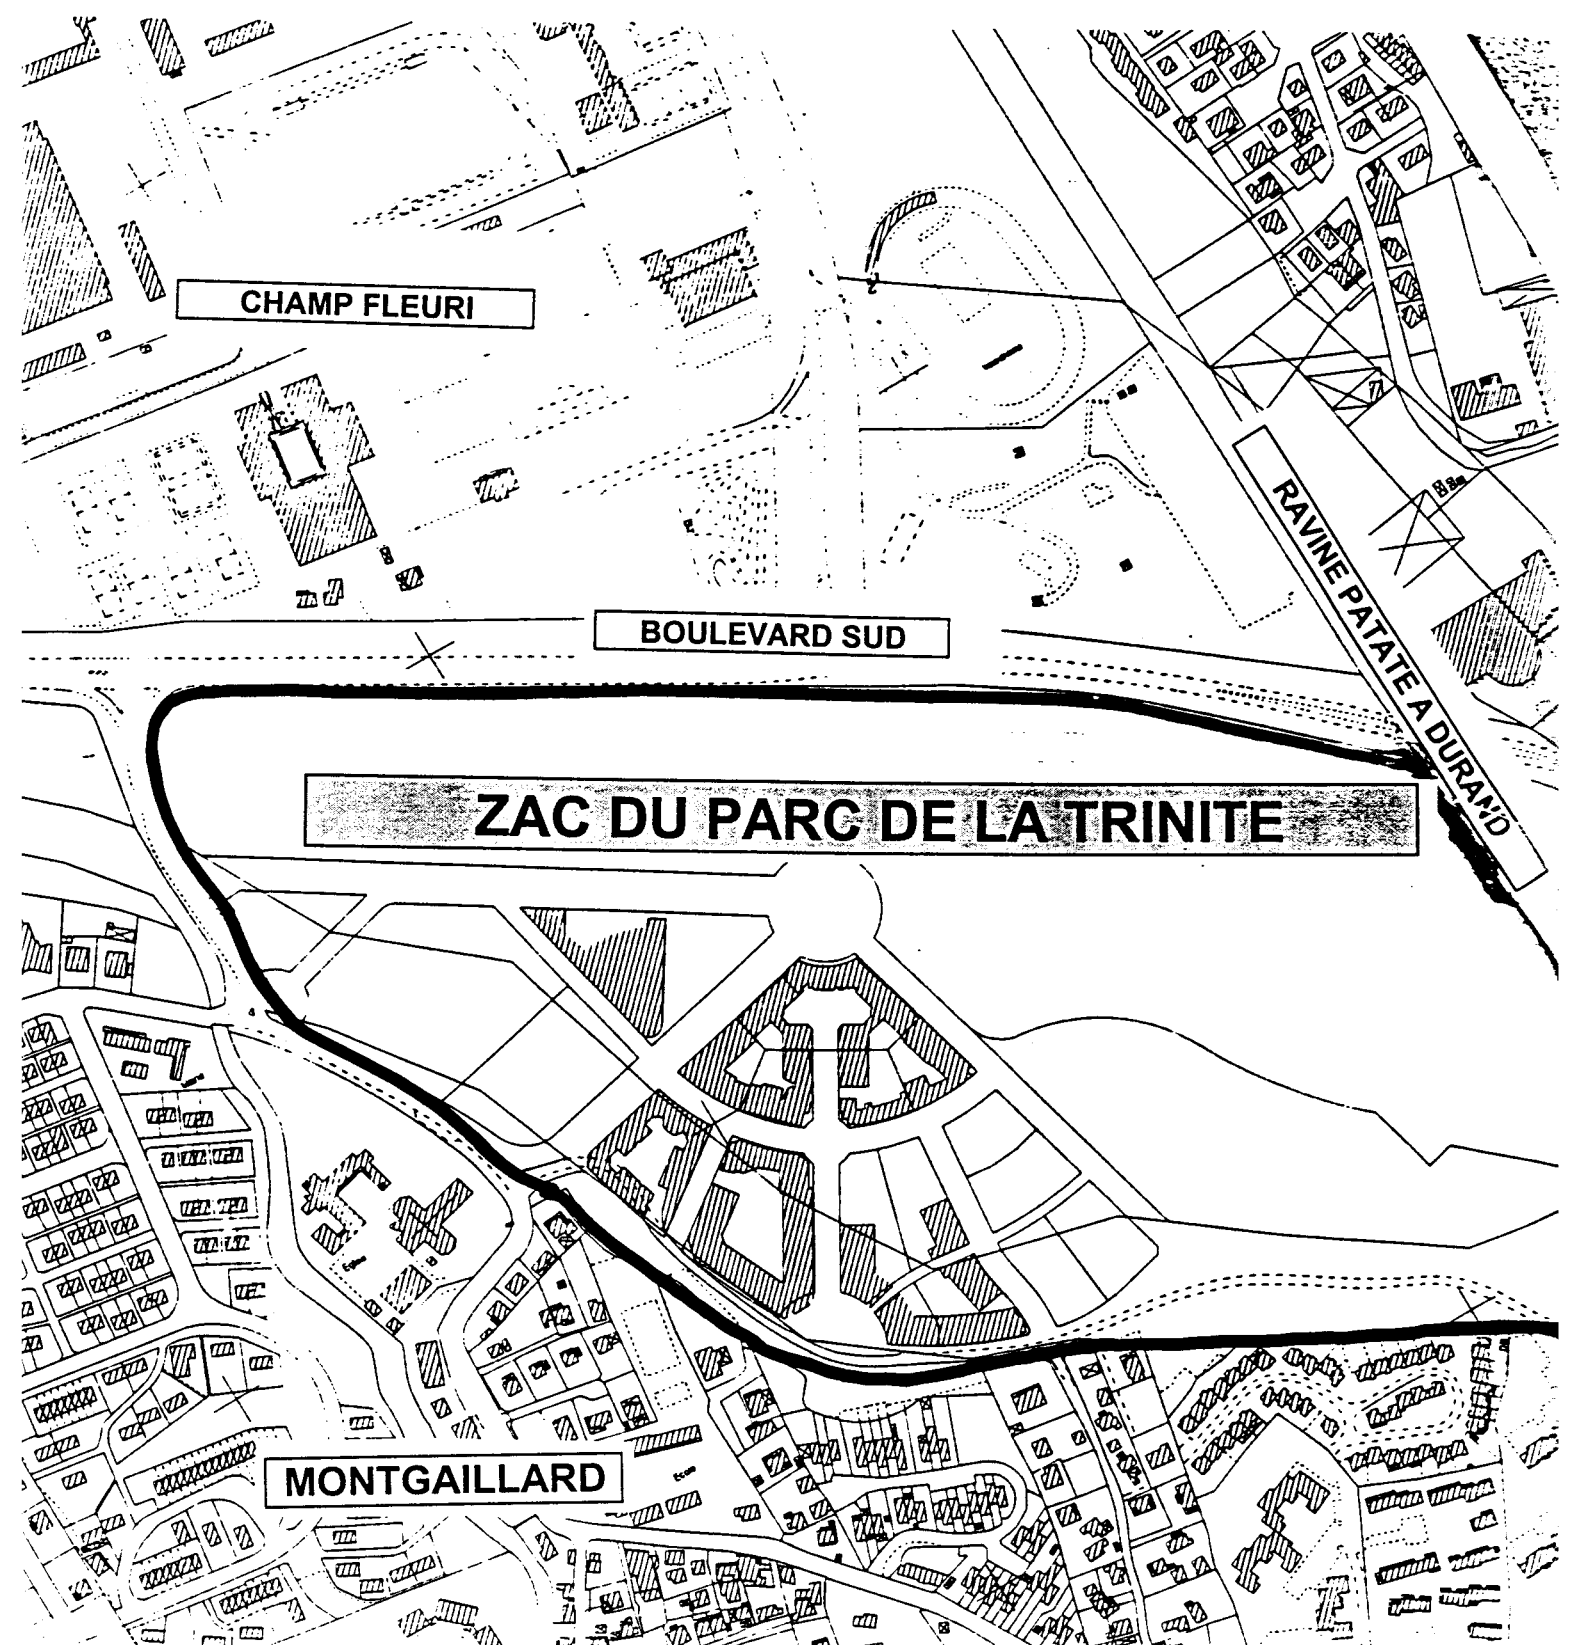 CHAMP FLEURI
RAVINE PATATE A DURAND
BOULEVARD SUD
ZAC DU PARC DE LA TRINITE
MONTGAILLARD